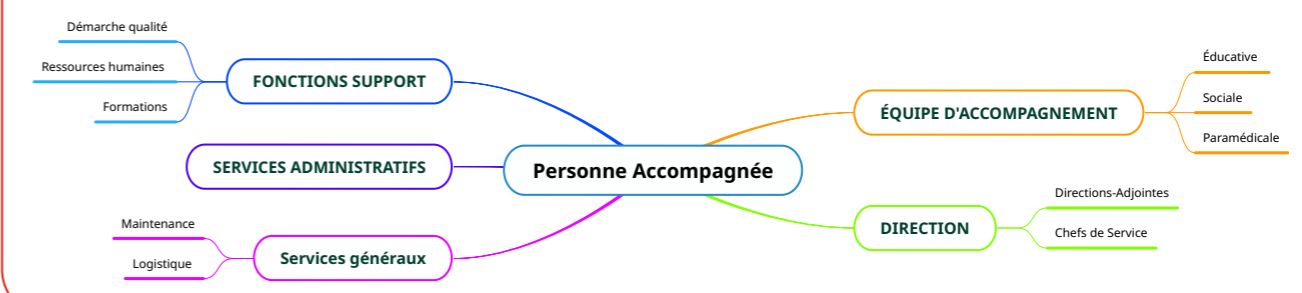 Démarche qualité
Ressources humaines
Formations
FONCTIONS SUPPORT
SERVICES ADMINISTRATIFS
Maintenance
Logistique
Services généraux
Personne Accompagnée
ÉQUIPE D'ACCOMPAGNEMENT
Éducative
Sociale
Paramédicale
DIRECTION
Directions-Adjointes
Chefs de Service